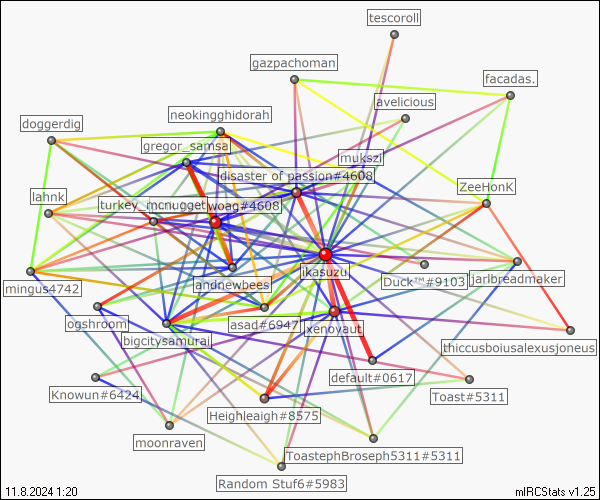 tescoroll
gazpachoman
facadas.
avelicious
neokingghidorah
doggerdig
gregor_samsa
mukszi
disaster of passion#4608
ZeeHonK
lahnk
turkey_mcnugget
woag#4608
jkasuzu
andnewbees
Duck™#9103
jaribreadmaker
mingus4742
ogshroom
asad#6947
xenoyaut
bigcitysamurai
thiccusboiusalexusjoneus
default#0617
Knowun#6424
Toast#5311
Heighleaigh#8575
moonraven
ToastephBroseph5311#5311
Random Stuf6#5983
11.8.2024 1:20
mIRCStats v1.25